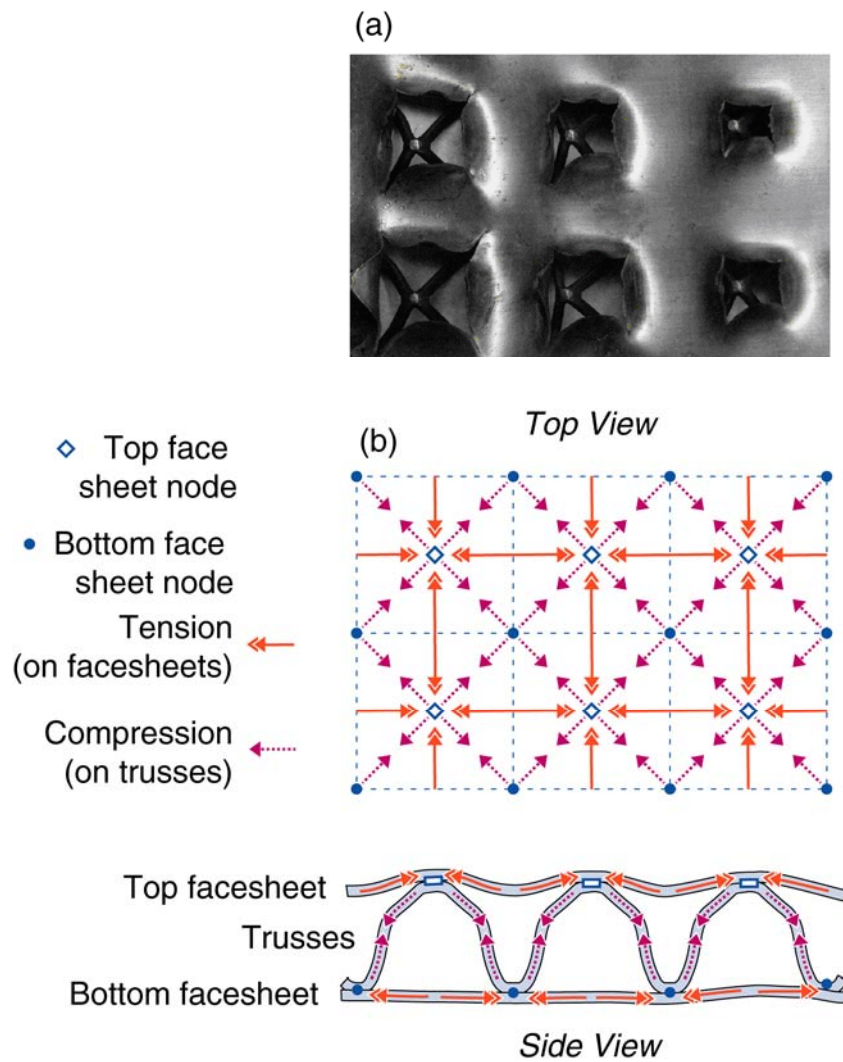 (a)
(b)
Top View
Top face
sheet node
Bottom face
sheet node
Tension
(on facesheets)
Compression
(on trusses)
Top facesheet
Trusses
Bottom facesheet
Side View